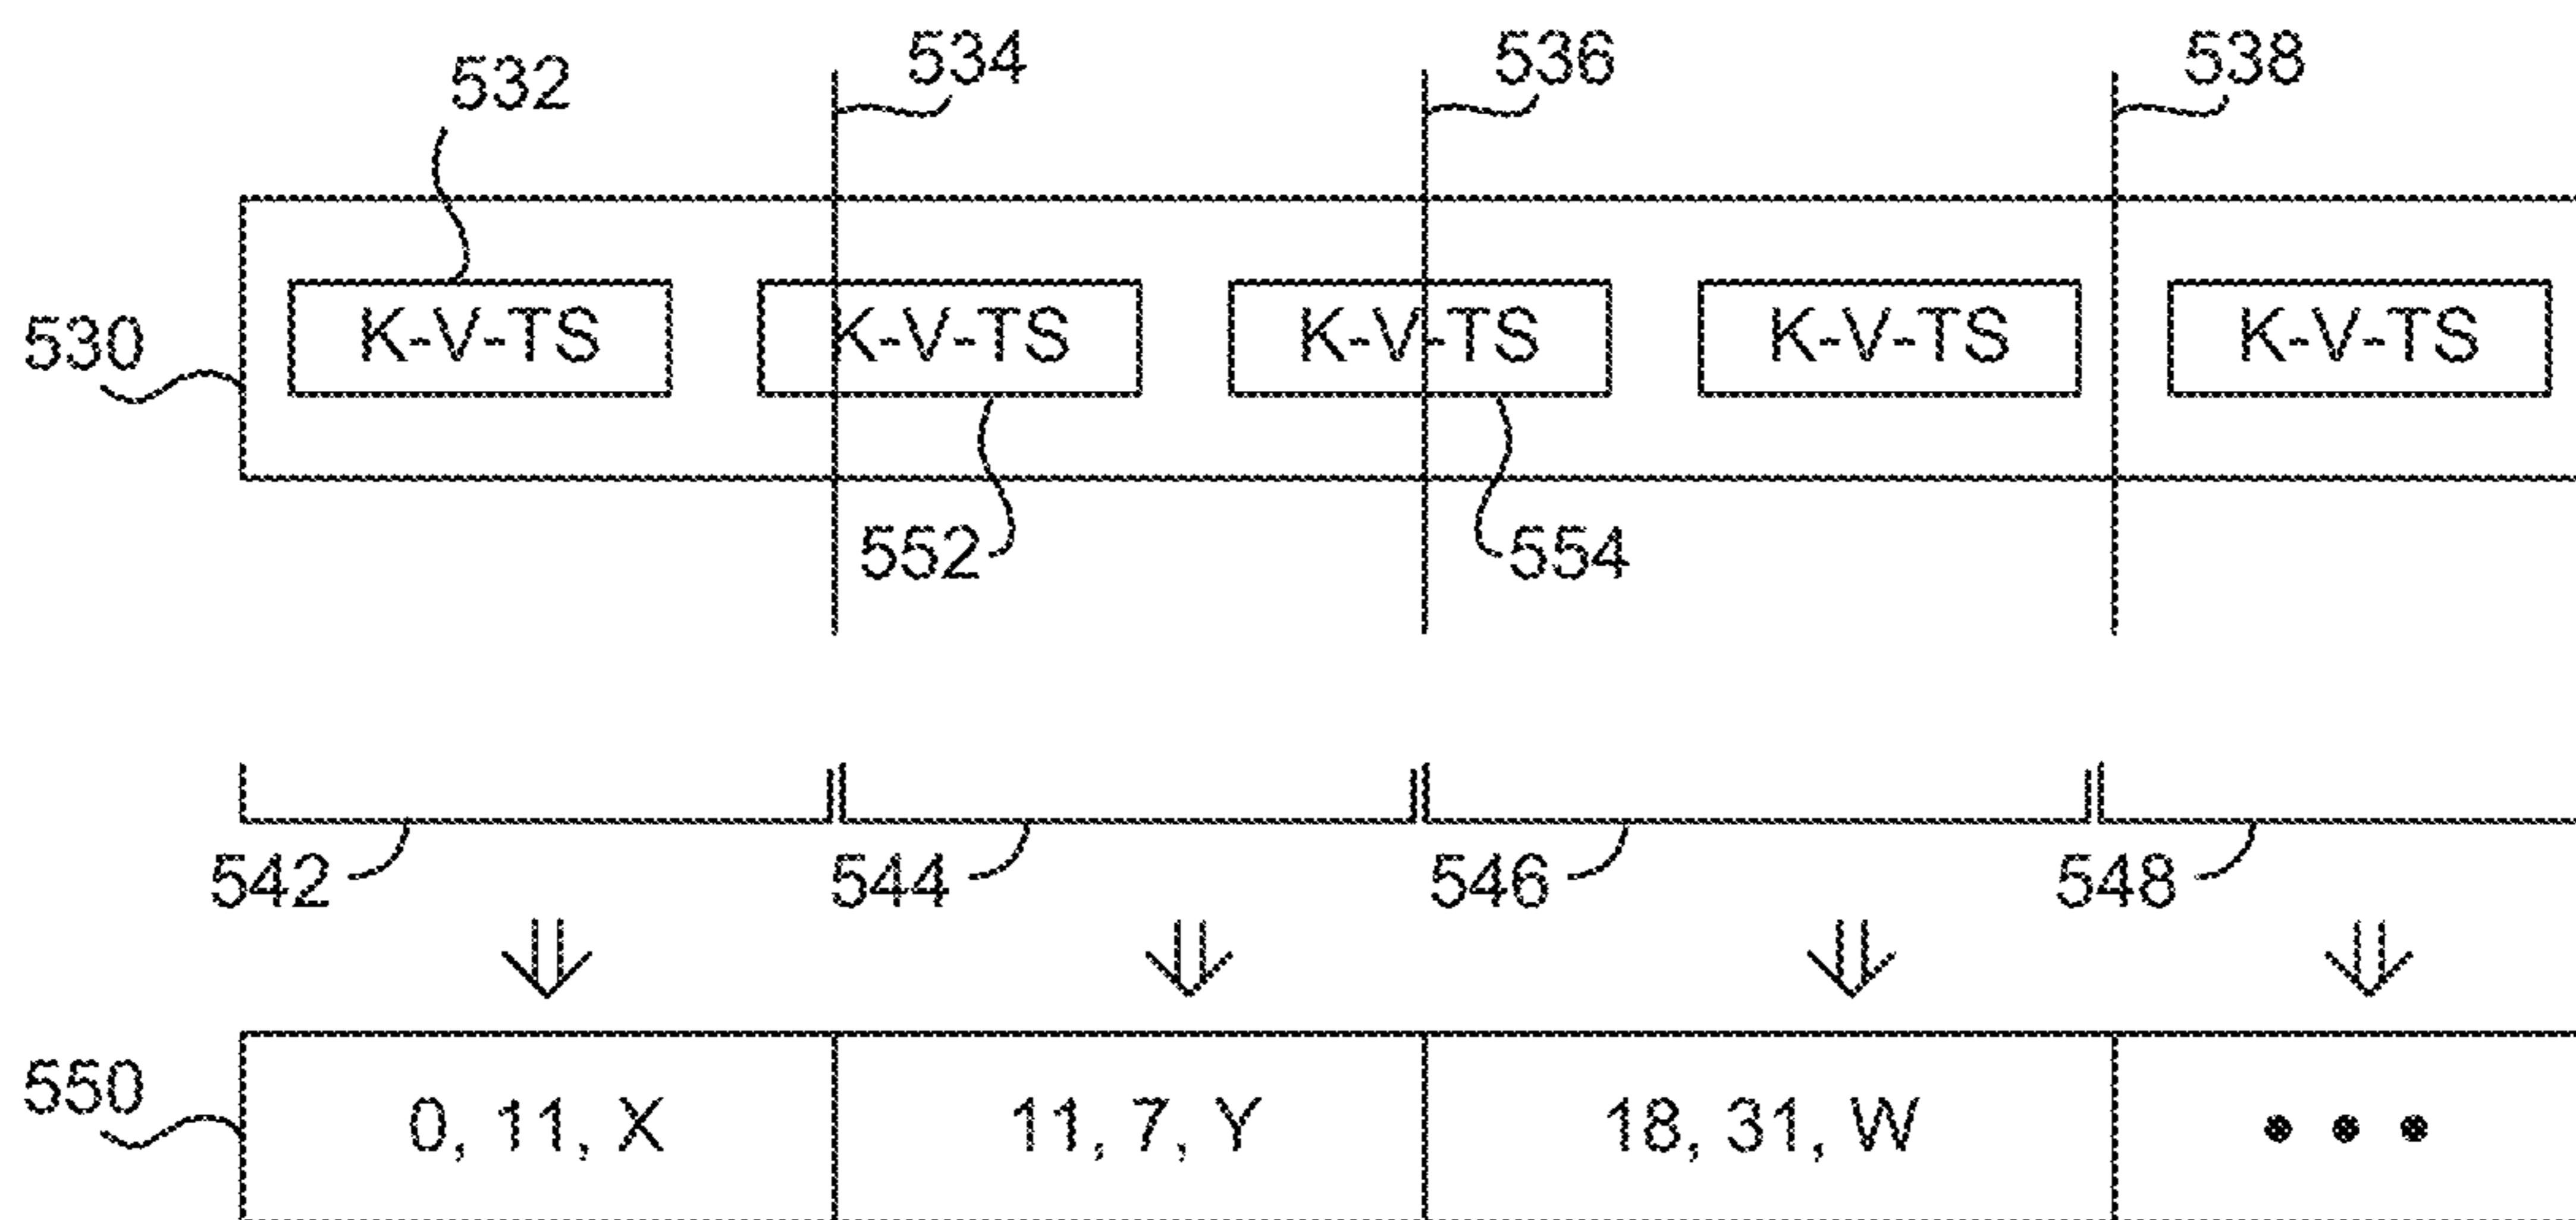 534 536 538
532
K-V-TS K-V-TS K-V-TS K-V-TS K-V-TS
530
552 554
542 544 546 548
550
0, 11, X 11, 7, Y 18, 31, W • • •